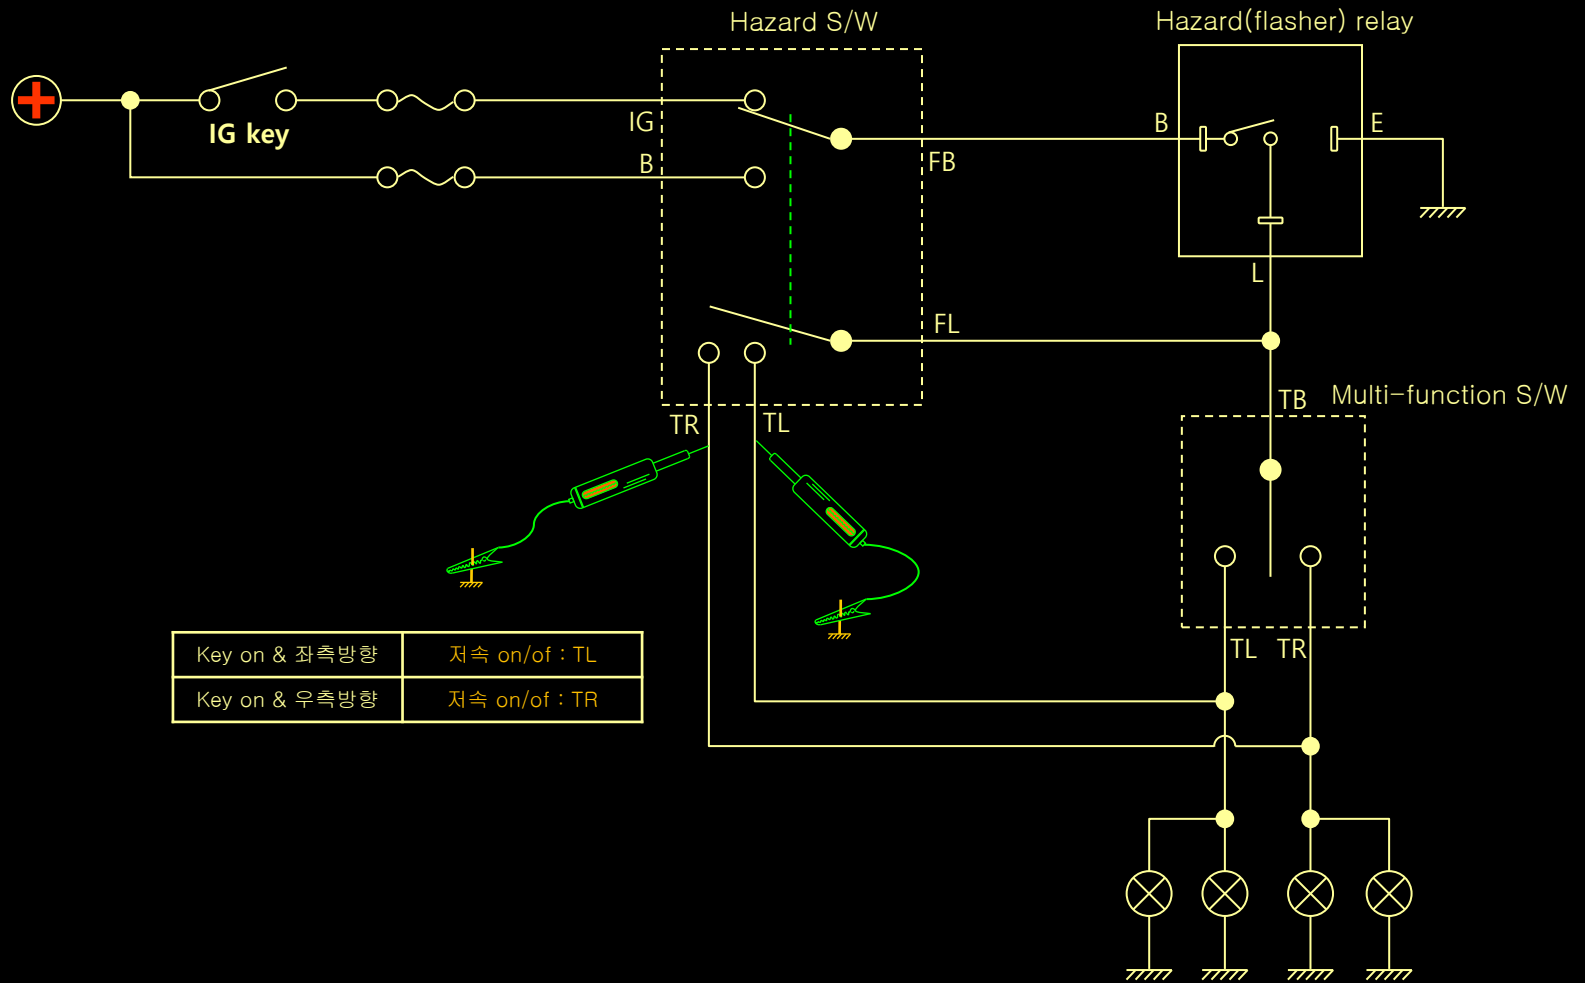 Hazard S/W
Hazard(flasher) relay
IG key
IG
B
FB
B
E
L
FL
TR
TL
TB
Multi-function S/W
TL
TR
Key on & 좌측방향
저속 on/of : TL
Key on & 우측방향
저속 on/of : TR